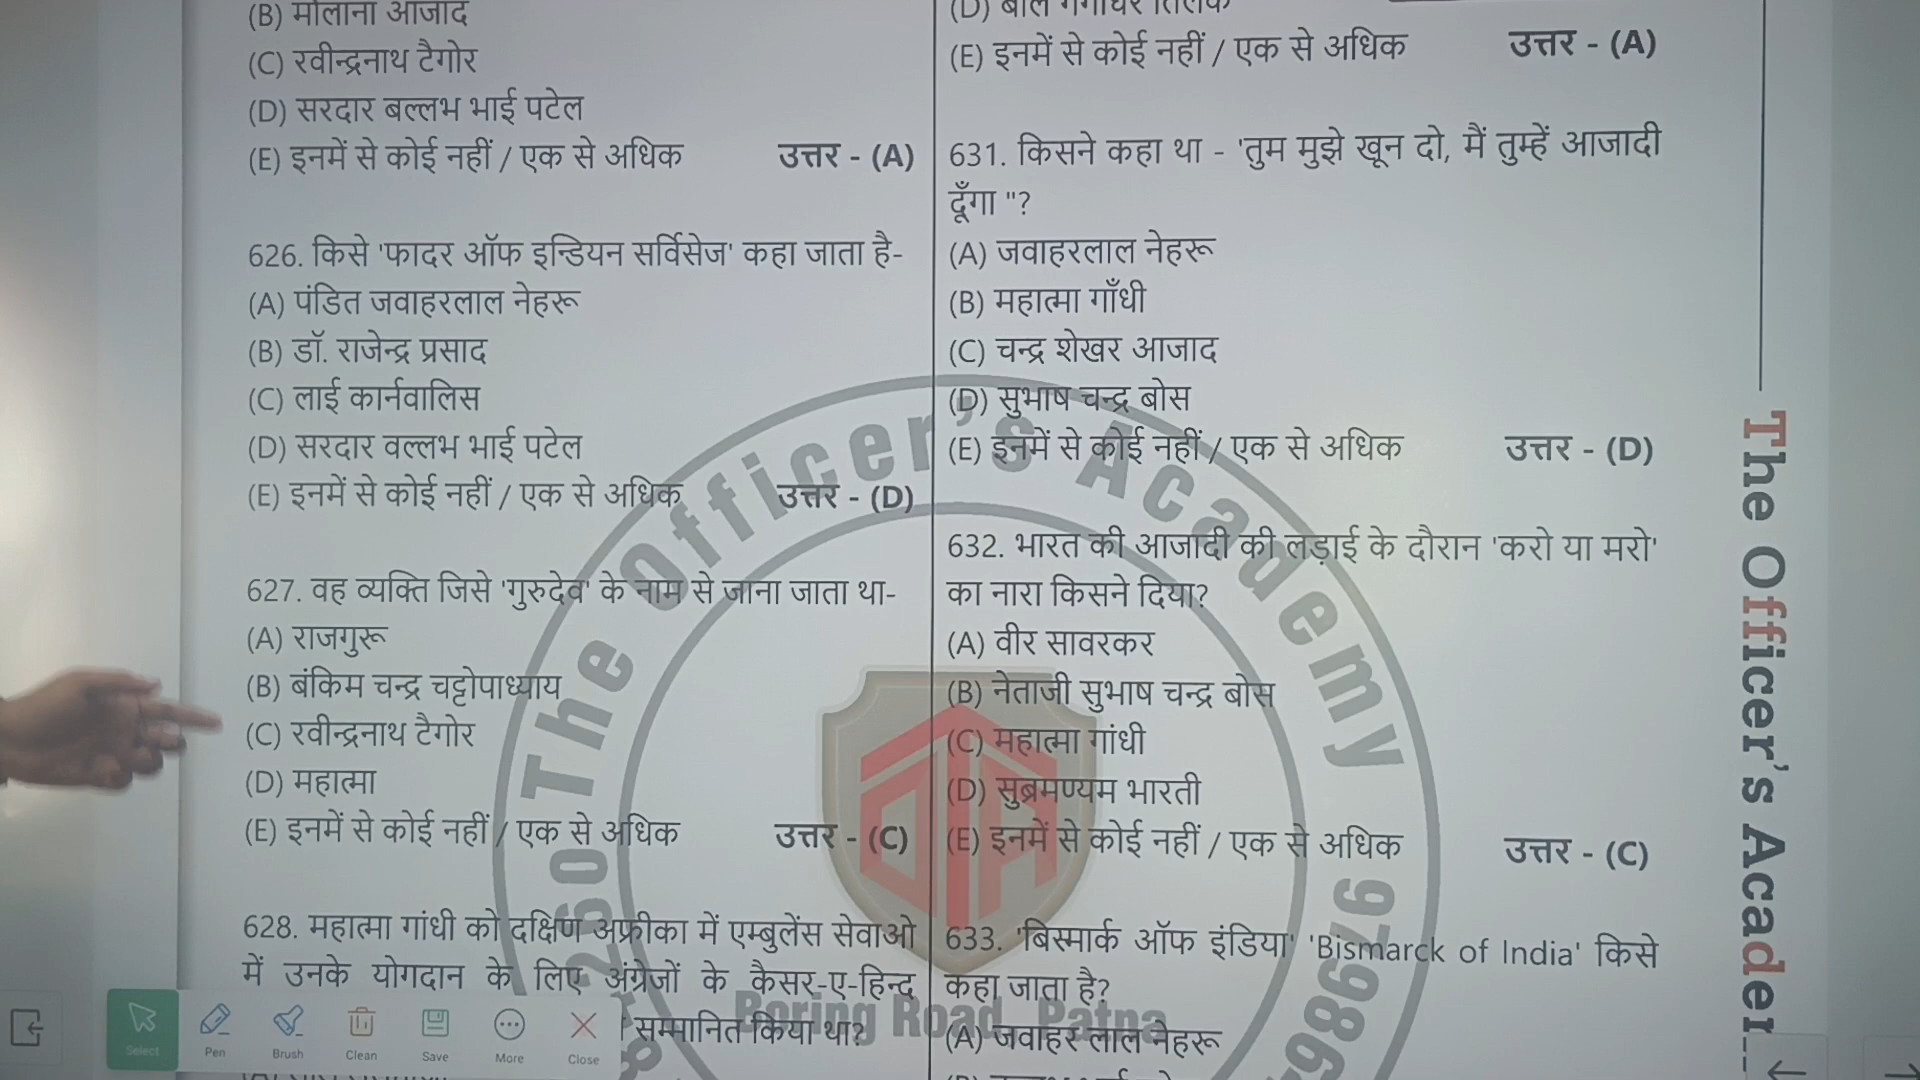 (B) मौलाना आजाद
(C) रवीन्द्रनाथ टैगोर
(D) सरदार बल्लभ भाई पटेल
(E) इनमें से कोई नहीं / एक से अधिक उत्तर - (A)
626. किसे 'फादर ऑफ इन्डियन सर्विसेज' कहा जाता है-
(A) पंडित जवाहरलाल नेहरू
(B) डॉ. राजेन्द्र प्रसाद
(C) लाई कार्नवालिस
(D) सरदार वल्लभ भाई पटेल
(E) इनमें से कोई नहीं / एक से अधिक उत्तर - (D)
627. वह व्यक्ति जिसे 'गुरुदेव' के नाम से जाना जाता था-
(A) राजगुरू
(B) बंकिम चन्द्र चट्टोपाध्याय
(C) रवीन्द्रनाथ टैगोर
(D) महात्मा
(E) इनमें से कोई नहीं / एक से अधिक उत्तर - (C)
628. महात्मा गांधी को दक्षिण अफ्रीका में एम्बुलेंस सेवाओ
में उनके योगदान के लिए अंग्रेजों के कैसर-ए-हिन्द
सम्मानित किया था?
(D) बाल गंगाधर तिलक
(E) इनमें से कोई नहीं / एक से अधिक उत्तर - (A)
631. किसने कहा था - 'तुम मुझे खून दो, मैं तुम्हें आजादी
दूँगा "?
(A) जवाहरलाल नेहरू
(B) महात्मा गाँधी
(C) चन्द्र शेखर आजाद
(D) सुभाष चन्द्र बोस
(E) इनमें से कोई नहीं / एक से अधिक उत्तर - (D)
632. भारत की आजादी की लड़ाई के दौरान 'करो या मरो'
का नारा किसने दिया?
(A) वीर सावरकर
(B) नेताजी सुभाष चन्द्र बोस
(C) महात्मा गांधी
(D) सुब्रमण्यम भारती
(E) इनमें से कोई नहीं / एक से अधिक उत्तर - (C)
633. 'बिस्मार्क ऑफ इंडिया' 'Bismarck of India' किसे
कहा जाता है?
(A) जवाहर लाल नेहरू
The Officer's Academy
Boring Road, Patna
The Officer's Academy
Select
Pen
Brush
Clean
Save
More
Close